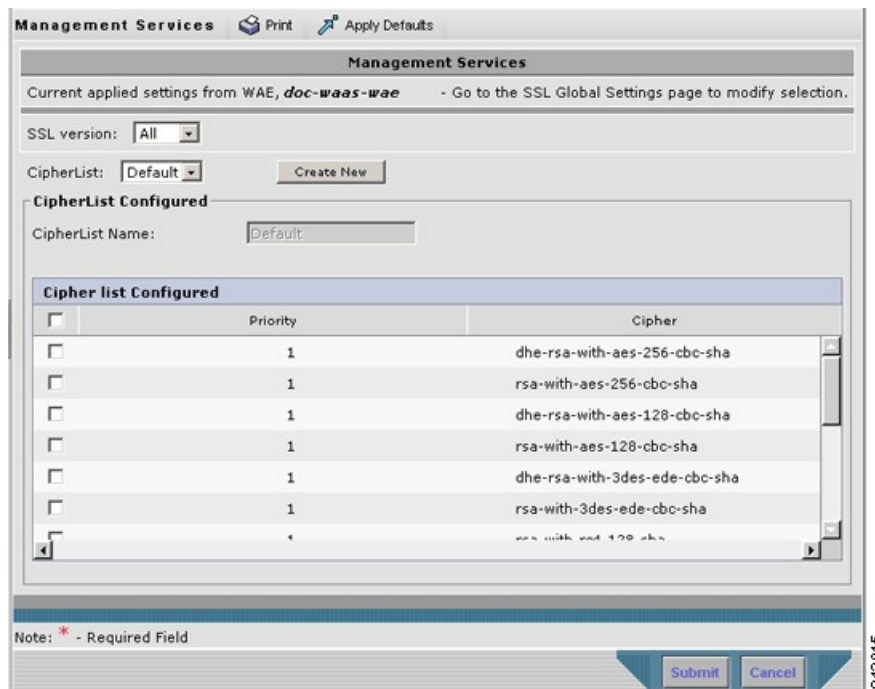 Management Services Print Apply Defaults
Management Services
Current applied settings from WAE, doc-waas-wae - Go to the SSL Global Settings page to modify selection.
SSL version: All
CipherList: Default Create New
CipherList Configured
CipherList Name: Default
Cipher list Configured
Priority Cipher
1 dhe-rsa-with-aes-256-cbc-sha
1 rsa-with-aes-256-cbc-sha
1 dhe-rsa-with-aes-128-cbc-sha
1 rsa-with-aes-128-cbc-sha
1 dhe-rsa-with-3des-ede-cbc-sha
1 rsa-with-3des-ede-cbc-sha
Note: * - Required Field
Submit Cancel